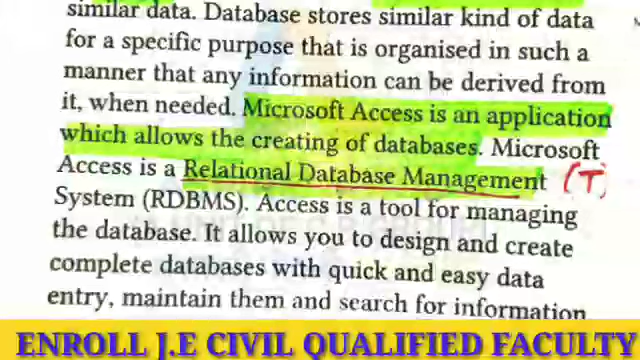 similar data. Database stores similar kind of data
for a specific purpose that is organised in such a
manner that any information can be derived from
it, when needed. Microsoft Access is an application
which allows the creating of databases. Microsoft
Access is a Relational Database Management (T)
System (RDBMS). Access is a tool for managing
the database. It allows you to design and create
complete databases with quick and easy data
entry, maintain them and search for information
ENROLL J.E CIVIL QUALIFIED FACULTY